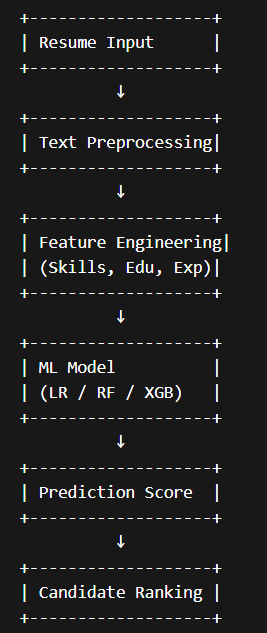 +-------------------+
| Resume Input      |
+-------------------+
          ↓
+-------------------+
| Text Preprocessing|
+-------------------+
          ↓
+-------------------+
| Feature Engineering|
| (Skills, Edu, Exp)|
+-------------------+
          ↓
+-------------------+
| ML Model          |
| (LR / RF / XGB)   |
+-------------------+
          ↓
+-------------------+
| Prediction Score  |
+-------------------+
          ↓
+-------------------+
| Candidate Ranking |
+-------------------+